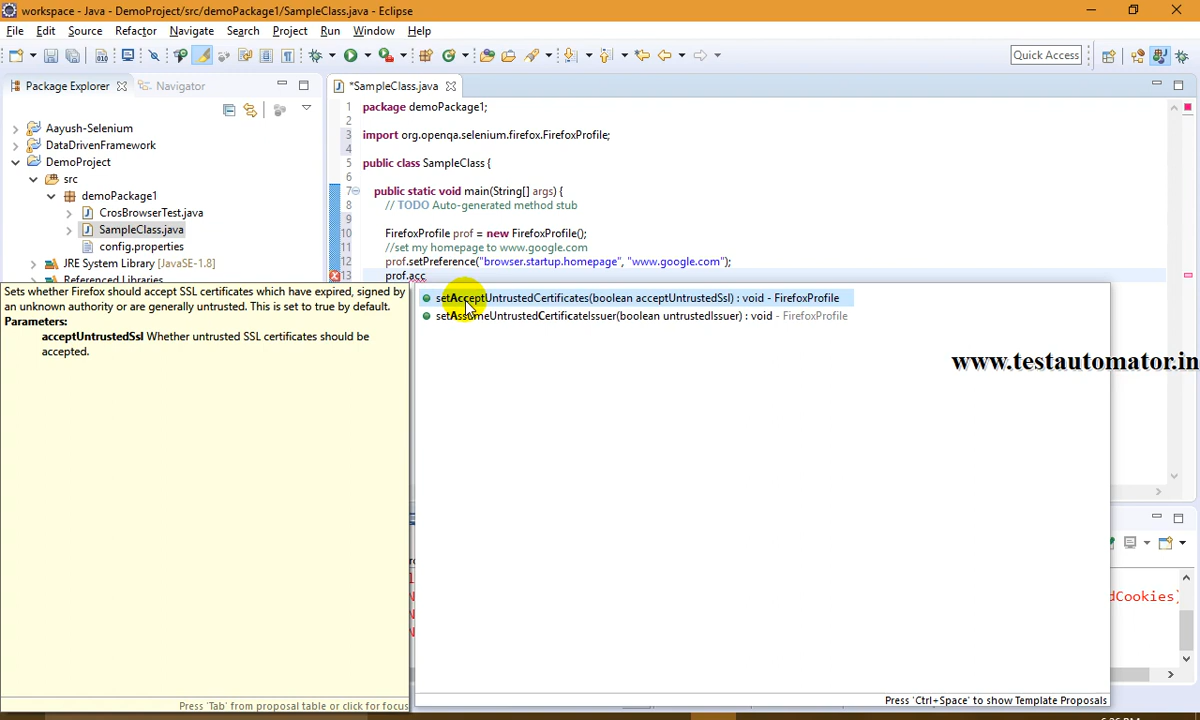 workspace - Java - DemoProject/src/demoPackage1/SampleClass.java - Eclipse
File Edit Source Refactor Navigate Search Project Run Window Help
Quick Access
Package Explorer
Navigator
*SampleClass.java
Aayush-Selenium
DataDrivenFramework
DemoProject
src
demoPackage1
CrosBrowserTest.java
SampleClass.java
config.properties
JRE System Library [JavaSE-1.8]
Referenced Libraries
1 package demoPackage1;
2
3 import org.openqa.selenium.firefox.FirefoxProfile;
4
5 public class SampleClass {
6
7 public static void main(String[] args) {
8 // TODO Auto-generated method stub
9
10 FirefoxProfile prof = new FirefoxProfile();
11 //set my homepage to www.google.com
12 prof.setPreference("browser.startup.homepage", "www.google.com");
13 prof.acc
Sets whether Firefox should accept SSL certificates which have expired, signed by
an unknown authority or are generally untrusted. This is set to true by default.
Parameters:
acceptUntrustedSsl Whether untrusted SSL certificates should be
accepted.
Press 'Tab' from proposal table or click for focus
setAcceptUntrustedCertificates(boolean acceptUntrustedSsl) : void - FirefoxProfile
setAssumeUntrustedCertificateIssuer(boolean untrustedIssuer) : void - FirefoxProfile
www.testautomator.in
dCookies)
Press 'Ctrl+Space' to show Template Proposals